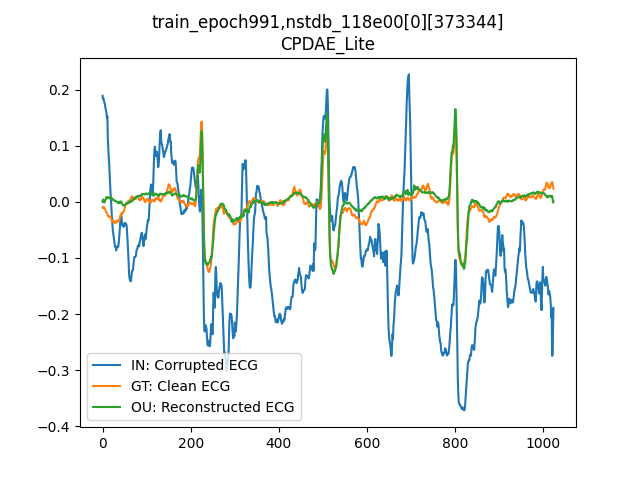 train_epoch991,nstdb_118e00[0][373344]
CPDAE_Lite
0.2
0.1
0.0
−0.1
−0.2
−0.3
−0.4
IN: Corrupted ECG
GT: Clean ECG
OU: Reconstructed ECG
0 200 400 600 800 1000